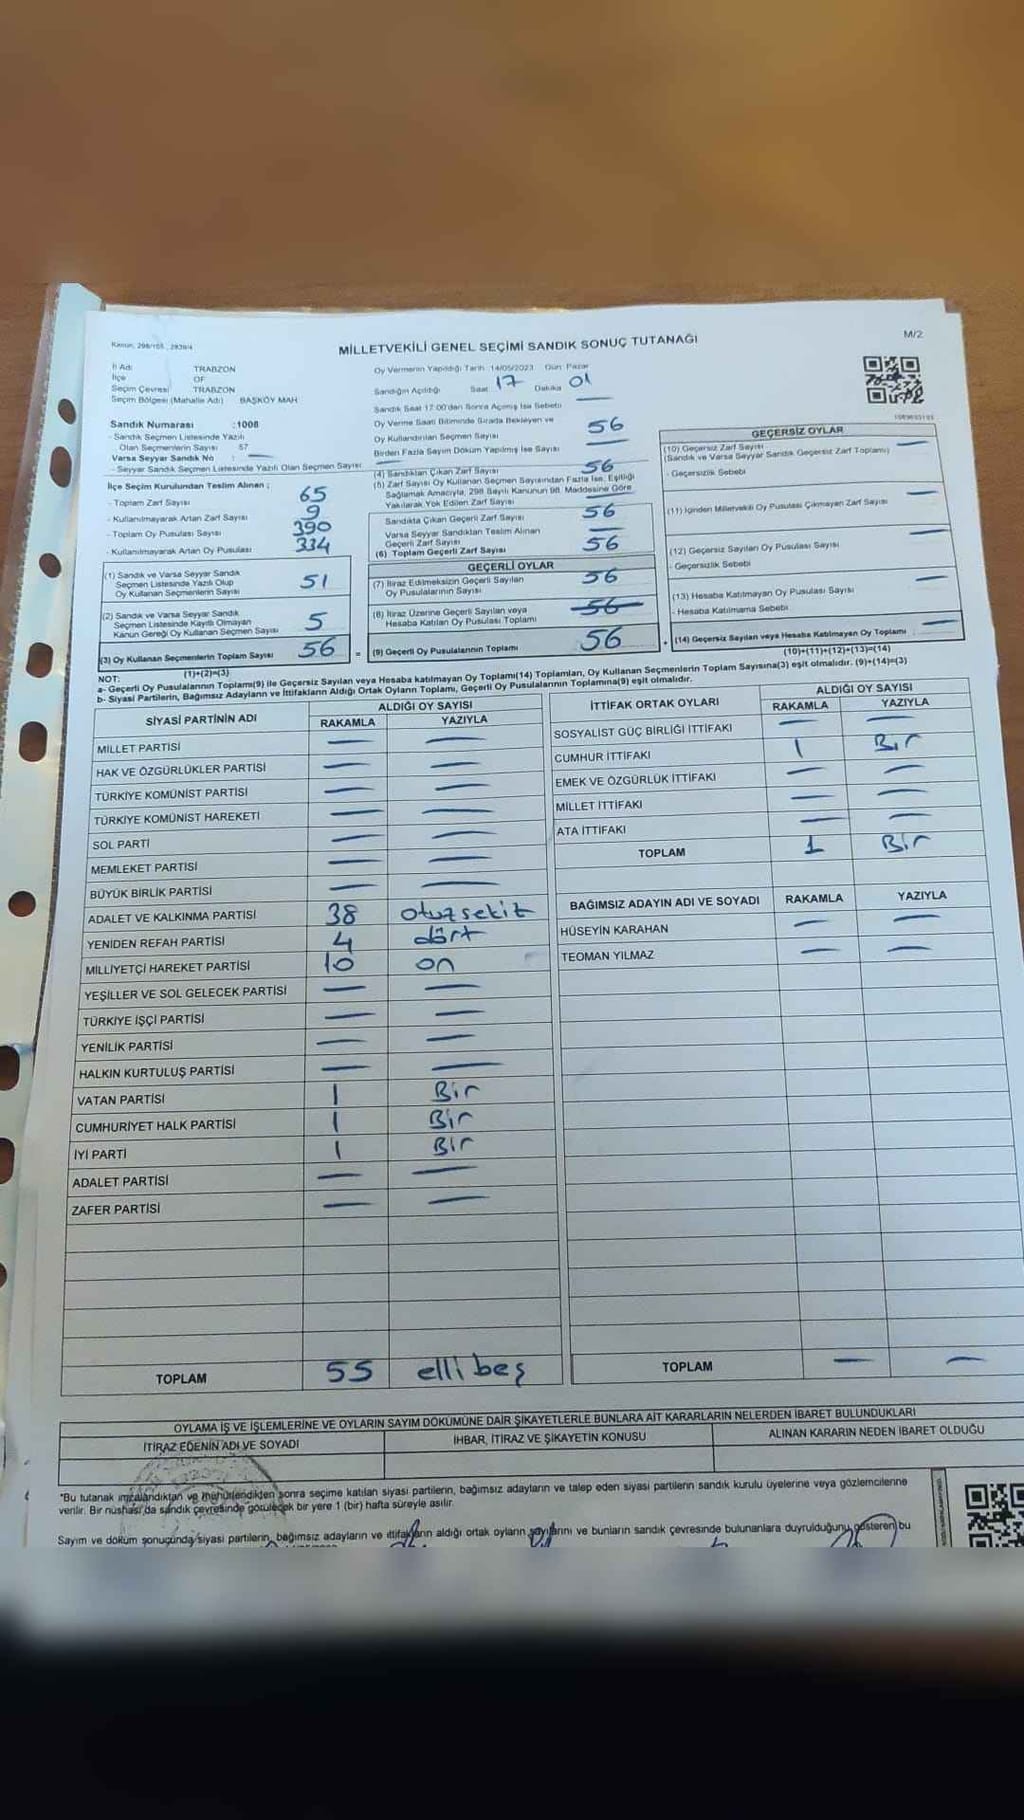 Kanun, 298/105 , 2839/4
M/2
MİLLETVEKİLİ GENEL SEÇİMİ SANDIK SONUÇ TUTANAĞI
İl Adı TRABZON
İlçe OF
Seçim Çevresi TRABZON
Seçim Bölgesi (Mahalle Adı) BAŞKÖY MAH
Sandık Numarası :1008
- Sandık Seçmen Listesinde Yazılı
Olan Seçmenlerin Sayısı 57
Varsa Seyyar Sandık No : —
- Seyyar Sandık Seçmen Listesinde Yazılı Olan Seçmen Sayısı
İlçe Seçim Kurulundan Teslim Alınan ;
- Toplam Zarf Sayısı 65
- Kullanılmayarak Artan Zarf Sayısı 9
- Toplam Oy Pusulası Sayısı 390
- Kullanılmayarak Artan Oy Pusulası 334
(1) Sandık ve Varsa Seyyar Sandık
Seçmen Listesinde Yazılı Olup
Oy Kullanan Seçmenlerin Sayısı 51
(2) Sandık ve Varsa Seyyar Sandık
Seçmen Listesinde Kayıtlı Olmayan
Kanun Gereği Oy Kullanan Seçmen Sayısı 5
(3) Oy Kullanan Seçmenlerin Toplam Sayısı 56
(1)+(2)=(3)
Oy Vermenin Yapıldığı Tarih 14/05/2023 Gün: Pazar
Sandığın Açıldığı Saat 17 Dakika 01
Sandık Saat 17:00'den Sonra Açılmış İse Sebebi —
Oy Verme Saati Bitiminde Sırada Bekleyen ve
Oy Kullandırılan Seçmen Sayısı 56
Birden Fazla Sayım Döküm Yapılmış İse Sayısı —
(4) Sandıktan Çıkan Zarf Sayısı 56
(5) Zarf Sayısı Oy Kullanan Seçmen Sayısından Fazla İse, Eşitliği
Sağlamak Amacıyla, 298 Sayılı Kanunun 98. Maddesine Göre
Yakılarak Yok Edilen Zarf Sayısı —
Sandıkta Çıkan Geçerli Zarf Sayısı 56
Varsa Seyyar Sandıktan Teslim Alınan
Geçerli Zarf Sayısı —
(6) Toplam Geçerli Zarf Sayısı 56
GEÇERLİ OYLAR
(7) İtiraz Edilmeksizin Geçerli Sayılan
Oy Pusulalarının Sayısı 56
(8) İtiraz Üzerine Geçerli Sayılan veya
Hesaba Katılan Oy Pusulası Toplamı 56
(9) Geçerli Oy Pusulalarının Toplamı 56
GEÇERSİZ OYLAR
(10) Geçersiz Zarf Sayısı —
(Sandık ve Varsa Seyyar Sandık Geçersiz Zarf Toplamı)
- Geçersizlik Sebebi
(11) İçinden Milletvekili Oy Pusulası Çıkmayan Zarf Sayısı —
(12) Geçersiz Sayılan Oy Pusulası Sayısı —
- Geçersizlik Sebebi
(13) Hesaba Katılmayan Oy Pusulası Sayısı —
- Hesaba Katılmama Sebebi
(14) Geçersiz Sayılan veya Hesaba Katılmayan Oy Toplamı —
(10)+(11)+(12)+(13)=(14)
NOT:
a- Geçerli Oy Pusulalarının Toplamı(9) ile Geçersiz Sayılan veya Hesaba katılmayan Oy Toplamı(14) Toplamları, Oy Kullanan Seçmenlerin Toplam Sayısına(3) eşit olmalıdır. (9)+(14)=(3)
b- Siyasi Partilerin, Bağımsız Adayların ve İttifakların Aldığı Ortak Oyların Toplamı, Geçerli Oy Pusulalarının Toplamına(9) eşit olmalıdır.
SİYASİ PARTİNİN ADI ALDIĞI OY SAYISI
RAKAMLA YAZIYLA
MİLLET PARTİSİ — —
HAK VE ÖZGÜRLÜKLER PARTİSİ — —
TÜRKİYE KOMÜNİST PARTİSİ — —
TÜRKİYE KOMÜNİST HAREKETİ — —
SOL PARTİ — —
MEMLEKET PARTİSİ — —
BÜYÜK BİRLİK PARTİSİ — —
ADALET VE KALKINMA PARTİSİ 38 otuzsekiz
YENİDEN REFAH PARTİSİ 4 dört
MİLLİYETÇİ HAREKET PARTİSİ 10 on
YEŞİLLER VE SOL GELECEK PARTİSİ — —
TÜRKİYE İŞÇİ PARTİSİ — —
YENİLİK PARTİSİ — —
HALKIN KURTULUŞ PARTİSİ — —
VATAN PARTİSİ 1 Bir
CUMHURİYET HALK PARTİSİ 1 Bir
İYİ PARTİ 1 Bir
ADALET PARTİSİ — —
ZAFER PARTİSİ — —
TOPLAM 55 elli beş
İTTİFAK ORTAK OYLARI ALDIĞI OY SAYISI
RAKAMLA YAZIYLA
SOSYALİST GÜÇ BİRLİĞİ İTTİFAKI — —
CUMHUR İTTİFAKI 1 Bir
EMEK VE ÖZGÜRLÜK İTTİFAKI — —
MİLLET İTTİFAKI — —
ATA İTTİFAKI — —
TOPLAM 1 Bir
BAĞIMSIZ ADAYIN ADI VE SOYADI RAKAMLA YAZIYLA
HÜSEYİN KARAHAN — —
TEOMAN YILMAZ — —
TOPLAM — —
OYLAMA İŞ VE İŞLEMLERİNE VE OYLARIN SAYIM DÖKÜMÜNE DAİR ŞİKAYETLERLE BUNLARA AİT KARARLARIN NELERDEN İBARET BULUNDUKLARI
İTİRAZ EDENİN ADI VE SOYADI İHBAR, İTİRAZ VE ŞİKAYETİN KONUSU ALINAN KARARIN NEDEN İBARET OLDUĞU
*Bu tutanak imzalandıktan ve mühürlendikten sonra seçime katılan siyasi partilerin, bağımsız adayların ve talep eden siyasi partilerin sandık kurulu üyelerine veya gözlemcilerine
verilir. Bir nüshası da sandık çevresinde görülecek bir yere 1 (bir) hafta süreyle asılır.
Sayım ve döküm sonucunda siyasi partilerin, bağımsız adayların ve ittifakların aldığı ortak oyların sayılarını ve bunların sandık çevresinde bulunanlara duyrulduğunu gösteren bu